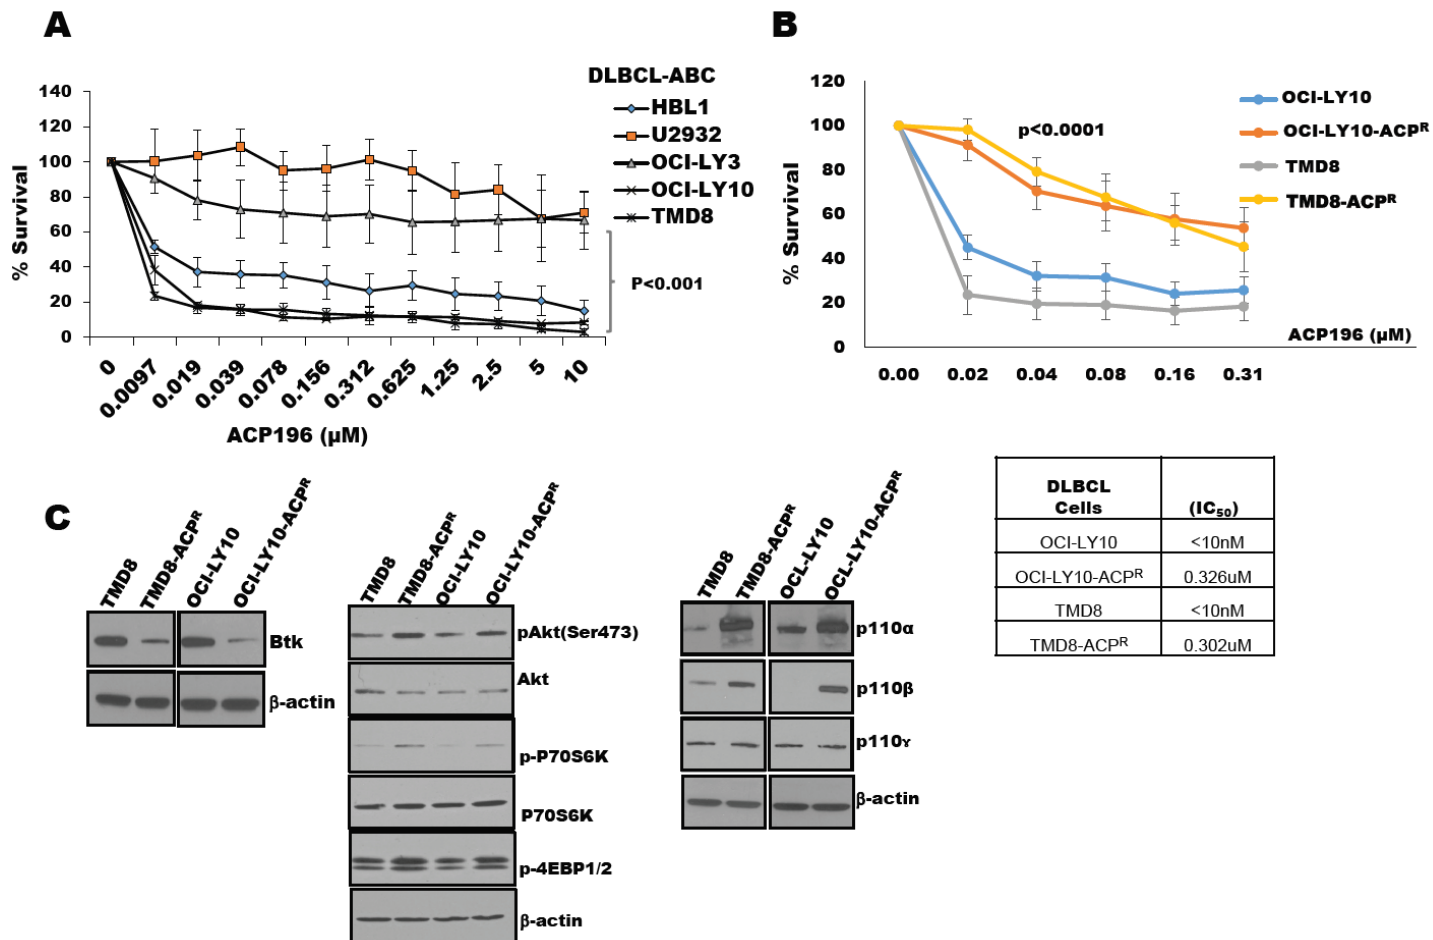 A
DLBCL-ABC
HBL1
U2932
OCI-LY3
OCI-LY10
TMD8
% Survival
140
120
100
80
60
40
20
0
P<0.001
0
0.0097
0.019
0.039
0.078
0.156
0.312
0.625
1.25
2.5
5
10
ACP196 (µM)
B
% Survival
120
100
80
60
40
20
0
p<0.0001
OCI-LY10
OCI-LY10-ACPᴿ
TMD8
TMD8-ACPᴿ
ACP196 (µM)
0.00 0.02 0.04 0.08 0.16 0.31
C
TMD8
TMD8-ACPᴿ
OCI-LY10
OCI-LY10-ACPᴿ
Btk
β-actin
TMD8
TMD8-ACPᴿ
OCI-LY10
OCI-LY10-ACPᴿ
pAkt(Ser473)
Akt
p-P70S6K
P70S6K
p-4EBP1/2
β-actin
TMD8
TMD8-ACPᴿ
OCL-LY10
OCL-LY10-ACPᴿ
p110α
p110β
p110ɤ
β-actin
DLBCL
Cells
(IC₅₀)
OCI-LY10 <10nM
OCI-LY10-ACPᴿ 0.326uM
TMD8 <10nM
TMD8-ACPᴿ 0.302uM